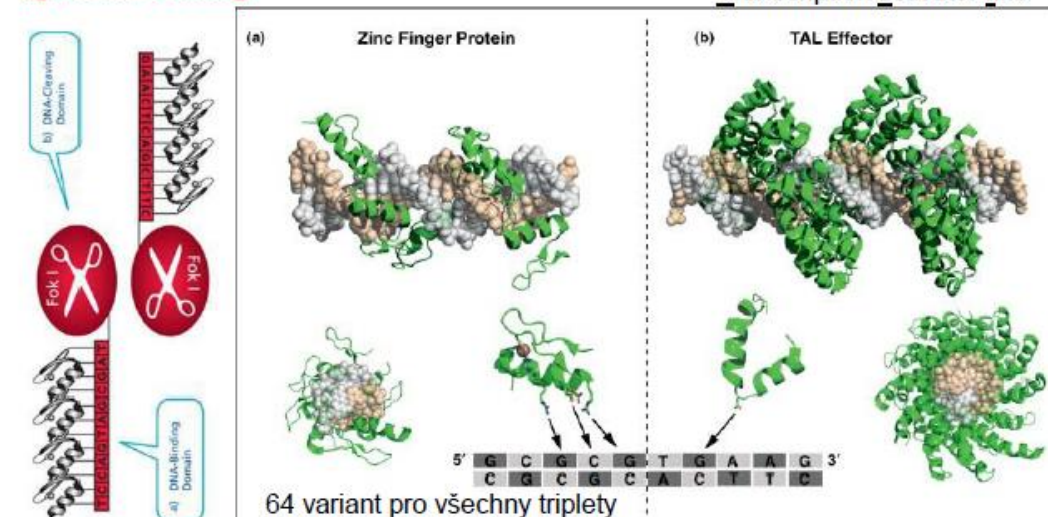 (a) Zinc Finger Protein
(b) TAL Effector
b) DNA-Cleaving
Domain
Fok I
Fok I
a) DNA-Binding
Domain
5' G C G C G T G A A G 3'
C G C G C A C T T C
64 variant pro všechny triplety